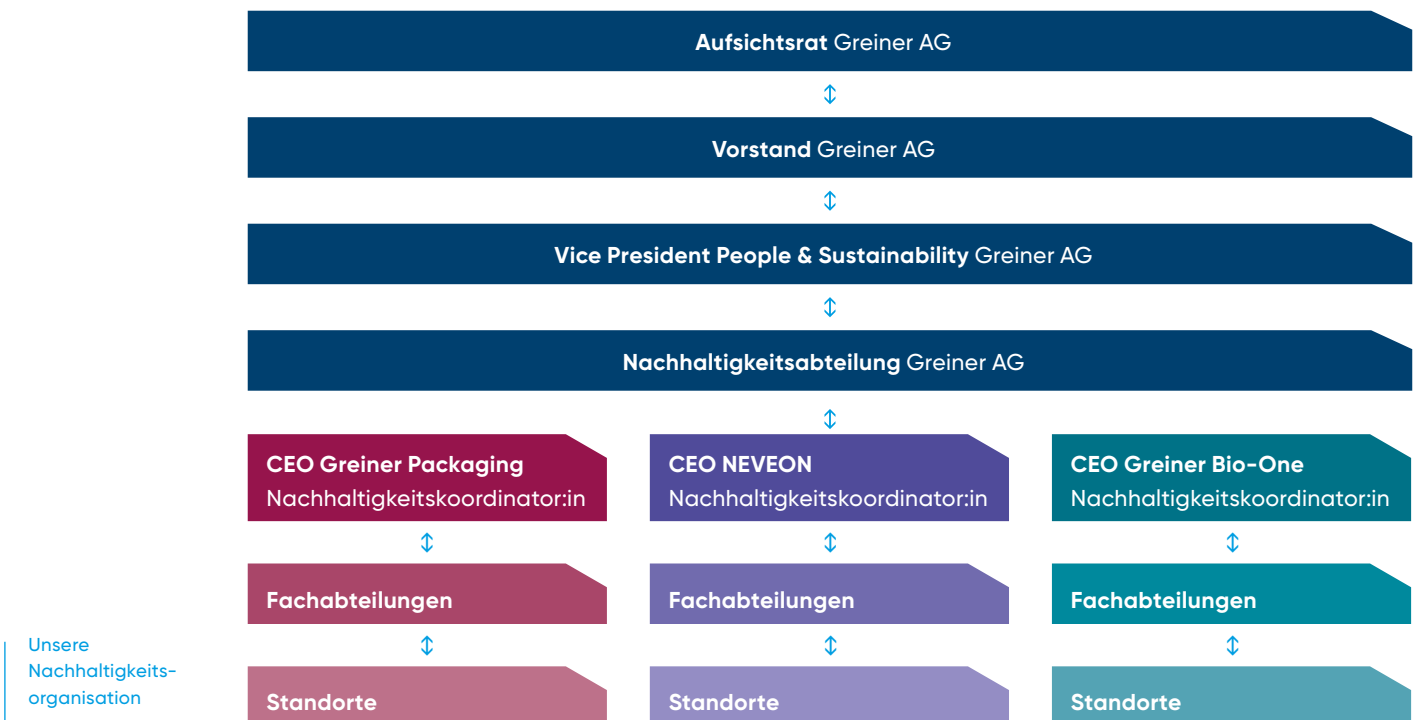 Aufsichtsrat Greiner AG
Vorstand Greiner AG
Vice President People & Sustainability Greiner AG
Nachhaltigkeitsabteilung Greiner AG
CEO Greiner Packaging
Nachhaltigkeitskoordinator:in
CEO NEVEON
Nachhaltigkeitskoordinator:in
CEO Greiner Bio-One
Nachhaltigkeitskoordinator:in
Fachabteilungen
Fachabteilungen
Fachabteilungen
Unsere
Nachhaltigkeits-
organisation
Standorte
Standorte
Standorte